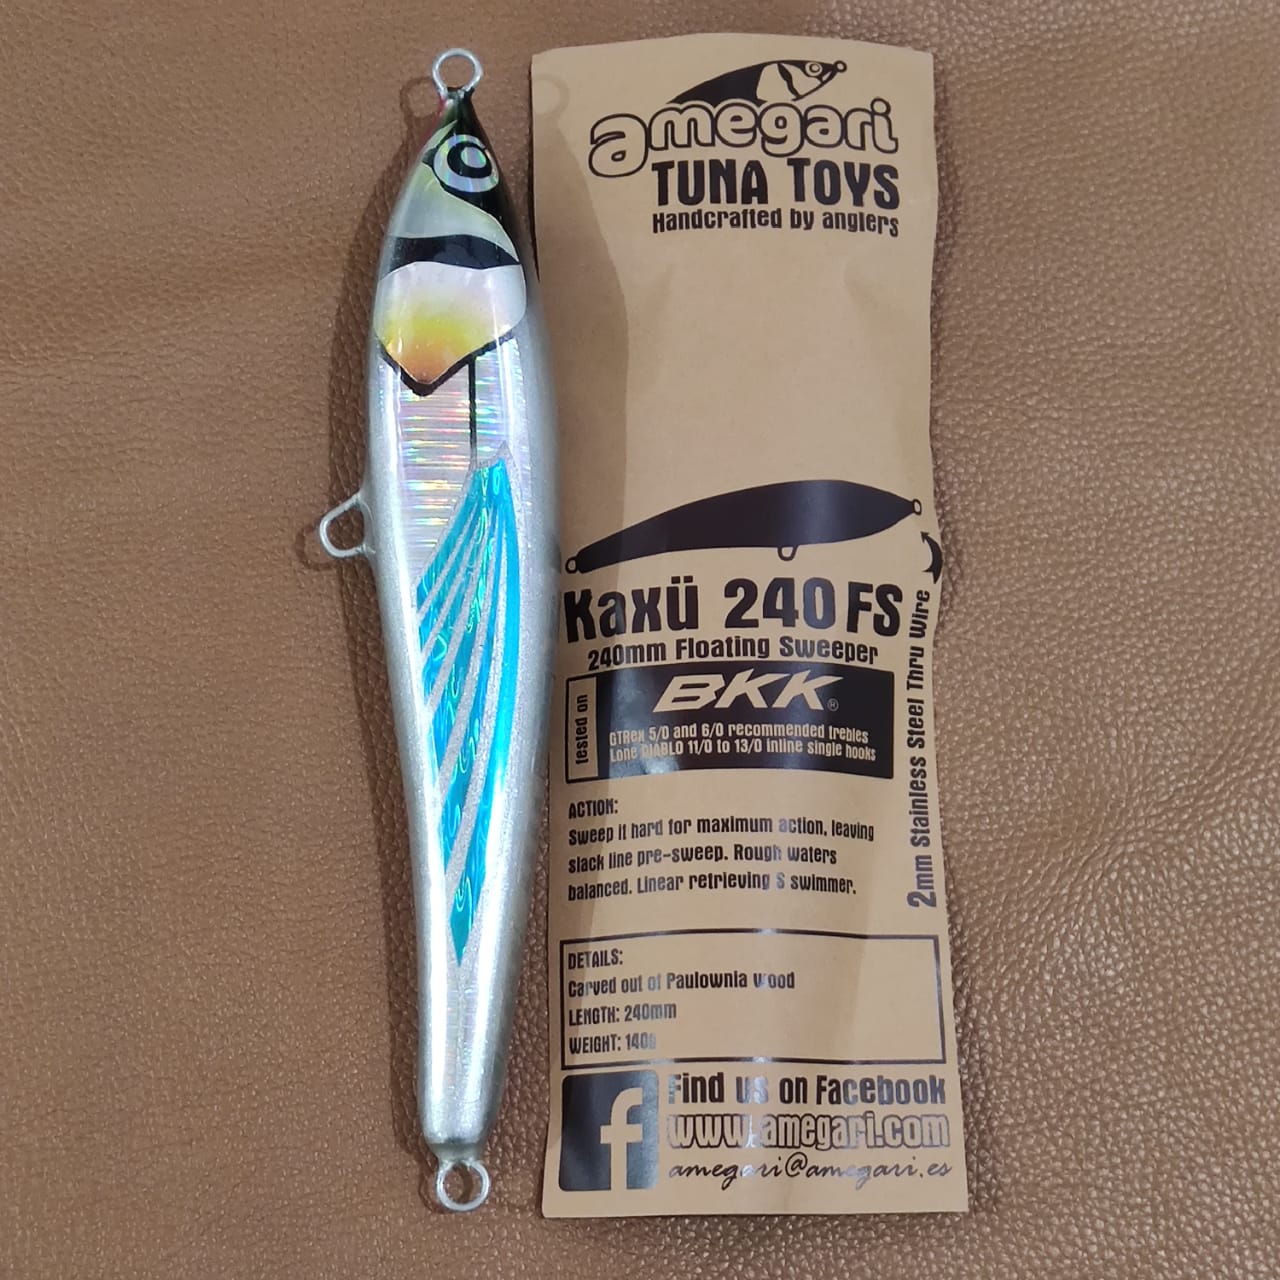 amegari
TUNA TOYS
Handcrafted by anglers
Kaxü 240 FS
240mm Floating Sweeper
tested on
BKK®
GTRex 5/0 and 6/0 recommended trebles
Lone DIABLO 11/0 to 13/0 inline single hooks
2mm Stainless Steel Thru Wire
ACTION:
Sweep it hard for maximum action, leaving
slack line pre-sweep. Rough waters
balanced. Linear retrieving S swimmer.
DETAILS:
Carved out of Paulownia wood
LENGTH: 240mm
WEIGHT: 140g
f
Find us on Facebook
www.amegari.com
amegari@amegari.es